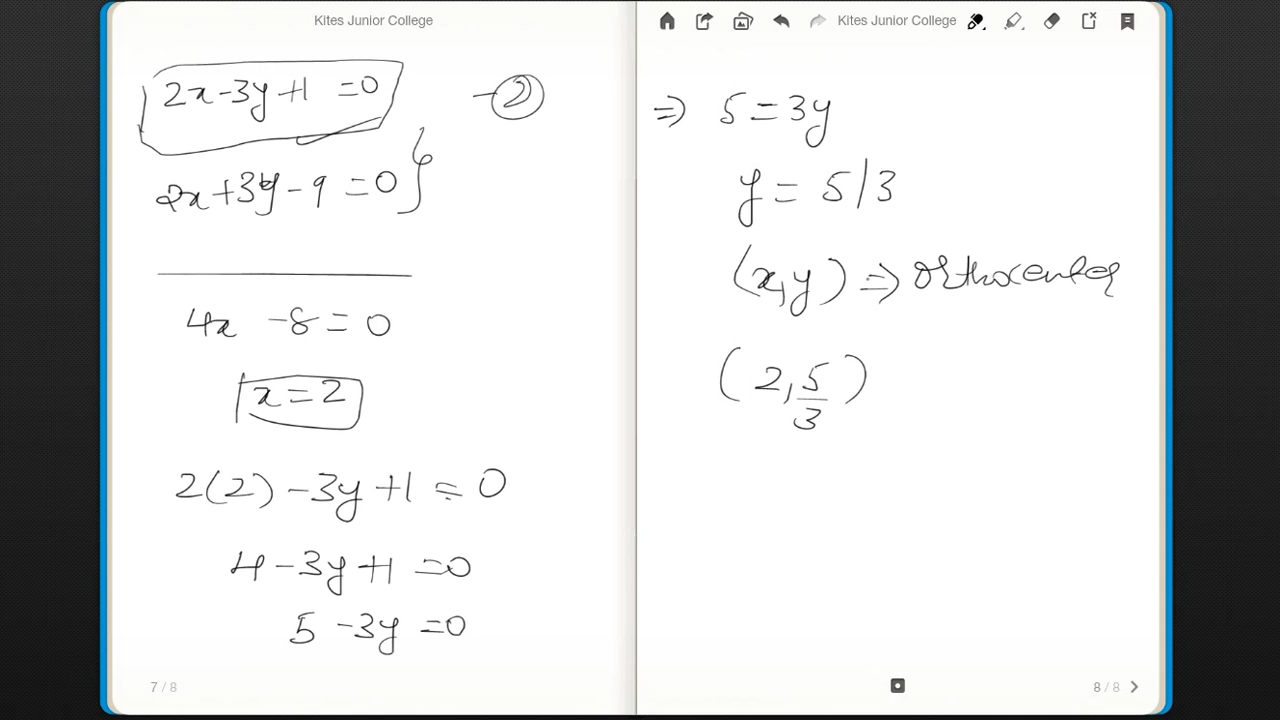 Kites Junior College
2x-3y+1 =0 -②
2x+3y-9 =0}
4x -8 = 0
x = 2
2(2) -3y +1 = 0
4 -3y +1 =0
5 -3y =0
7 / 8
Kites Junior College
=> 5 = 3y
y = 5/3
(x,y) => Orthocenter
(2, 5/3)
8 / 8